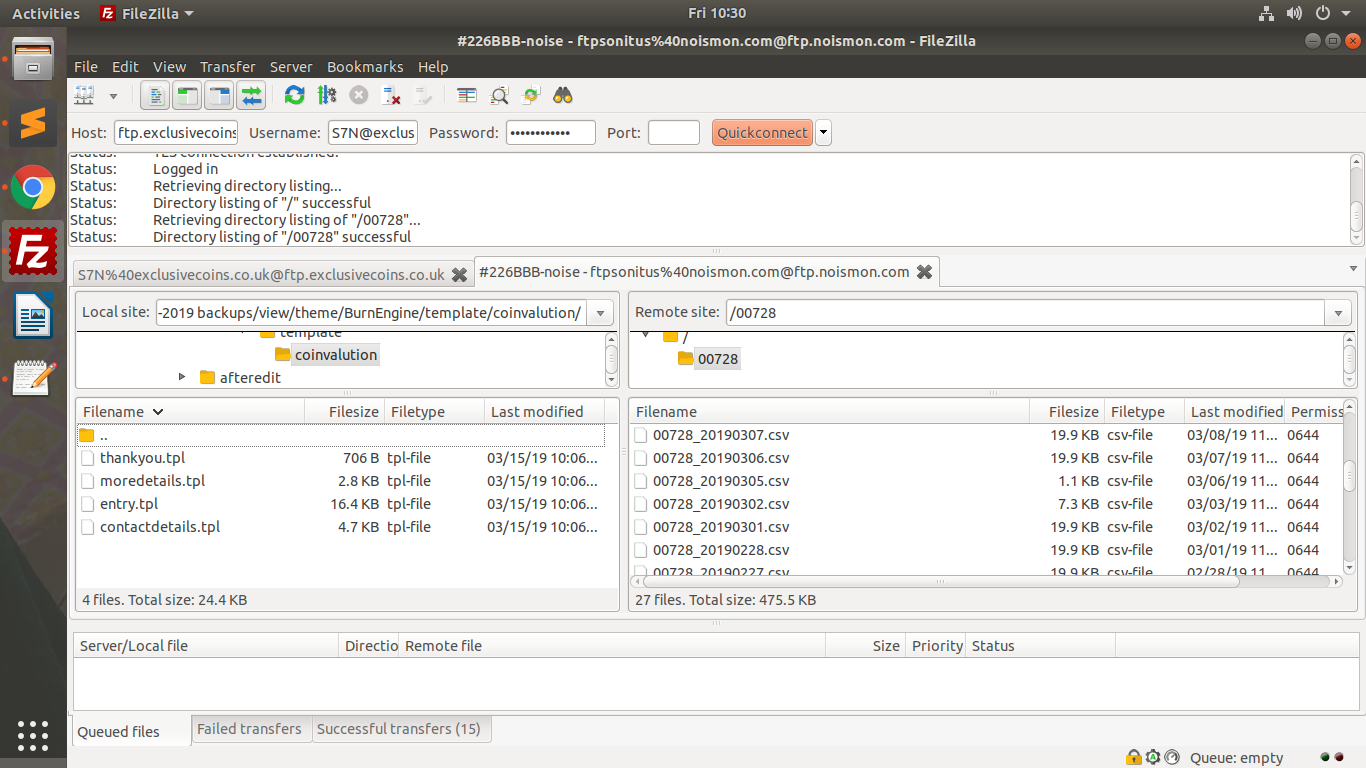 Activities FileZilla Fri 10:30
#226BBB-noise - ftpsonitus%40noismon.com@ftp.noismon.com - FileZilla
File Edit View Transfer Server Bookmarks Help
Host: ftp.exclusivecoins Username: S7N@exclus Password: •••••••••••• Port: Quickconnect
Status: TLS connection established.
Status: Logged in
Status: Retrieving directory listing...
Status: Directory listing of "/" successful
Status: Retrieving directory listing of "/00728"...
Status: Directory listing of "/00728" successful
S7N%40exclusivecoins.co.uk@ftp.exclusivecoins.co.uk #226BBB-noise - ftpsonitus%40noismon.com@ftp.noismon.com
Local site: -2019 backups/view/theme/BurnEngine/template/coinvalution/ Remote site: /00728
template /
coinvalution 00728
afteredit
Filename Filesize Filetype Last modified Filename Filesize Filetype Last modified Permiss
.. 00728_20190307.csv 19.9 KB csv-file 03/08/19 11... 0644
thankyou.tpl 706 B tpl-file 03/15/19 10:06... 00728_20190306.csv 19.9 KB csv-file 03/07/19 11... 0644
moredetails.tpl 2.8 KB tpl-file 03/15/19 10:06... 00728_20190305.csv 1.1 KB csv-file 03/06/19 11... 0644
entry.tpl 16.4 KB tpl-file 03/15/19 10:06... 00728_20190302.csv 7.3 KB csv-file 03/03/19 11... 0644
contactdetails.tpl 4.7 KB tpl-file 03/15/19 10:06... 00728_20190301.csv 19.9 KB csv-file 03/02/19 11... 0644
00728_20190228.csv 19.9 KB csv-file 03/01/19 11... 0644
00728_20190227.csv 19.9 KB csv-file 02/28/19 11... 0644
4 files. Total size: 24.4 KB 27 files. Total size: 475.5 KB
Server/Local file Directio Remote file Size Priority Status
Queued files Failed transfers Successful transfers (15)
Queue: empty